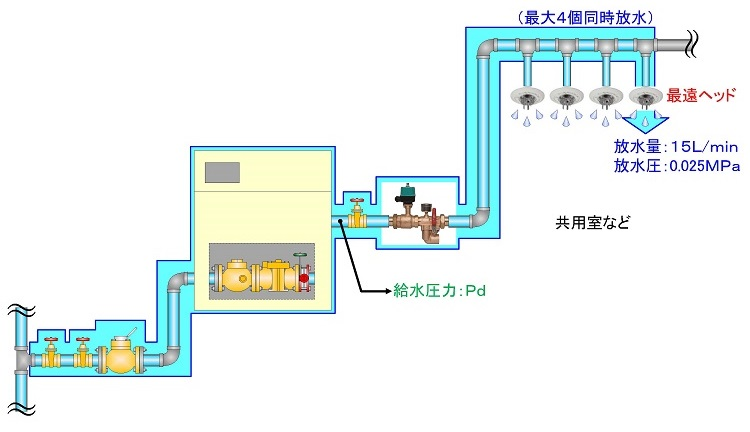 （最大４個同時放水）
最遠ヘッド
放水量：１５Ｌ／min
放水圧：0.025MPa
共用室など
給水圧力：Ｐｄ